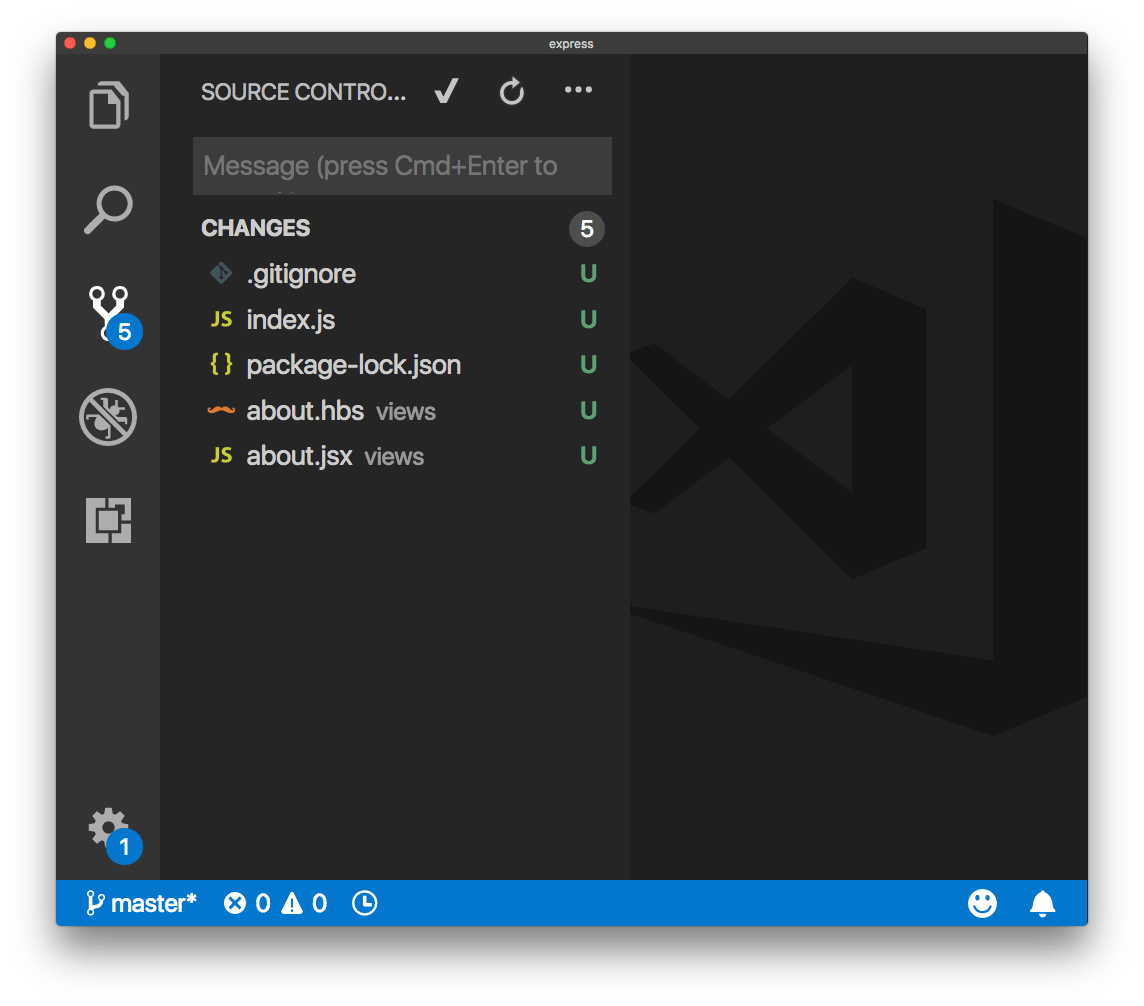 express
SOURCE CONTRO...
Message (press Cmd+Enter to
CHANGES 5
.gitignore U
JS index.js U
{ } package-lock.json U
about.hbs views U
JS about.jsx views U
5
1
master* 0 0